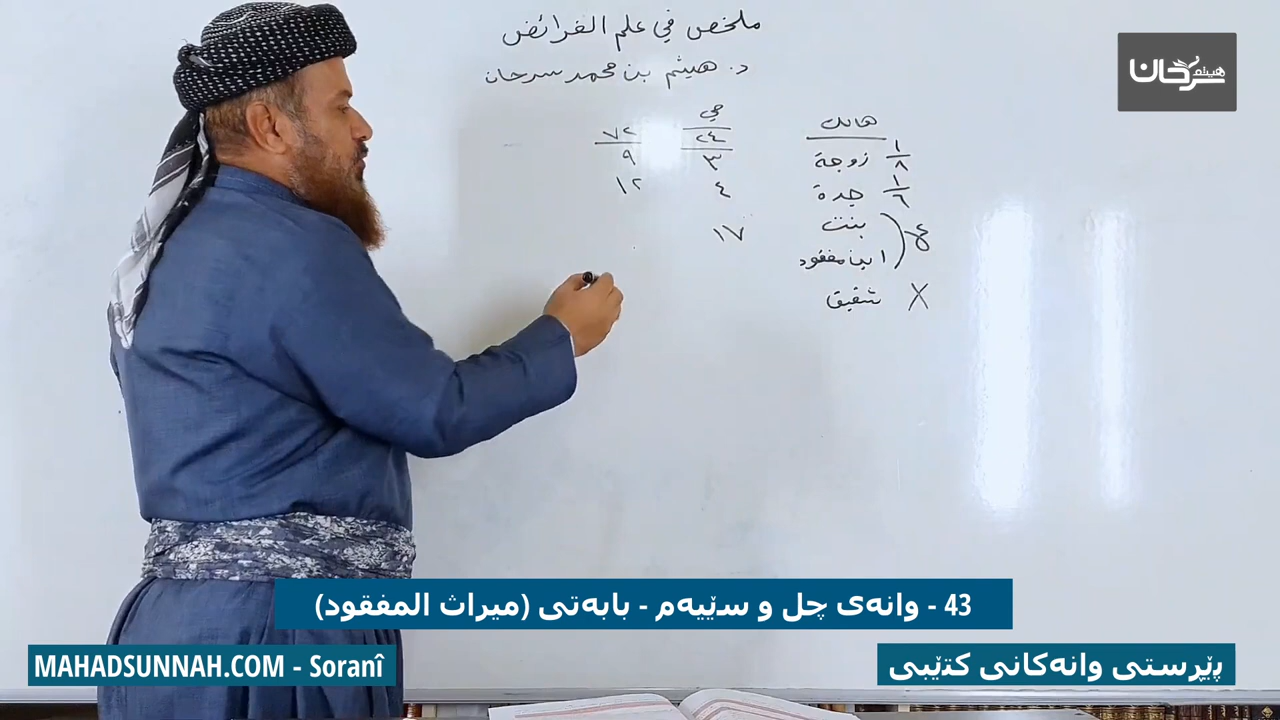 ملخص في علم الفرائض
د. هيثم بن محمد سرحان
هيثم سرحان
هالك
حي
٢٤ ٧٢
١/٨ زوجة ٣ ٩
١/٦ جدة ٤ ١٢
بنت ١٧
ابن مفقود
X شقيق
43 - وانەی چل و سێیەم - بابەتی (ميراث المفقود)
MAHADSUNNAH.COM - Soranî
پێڕستی وانەکانی کتێبی